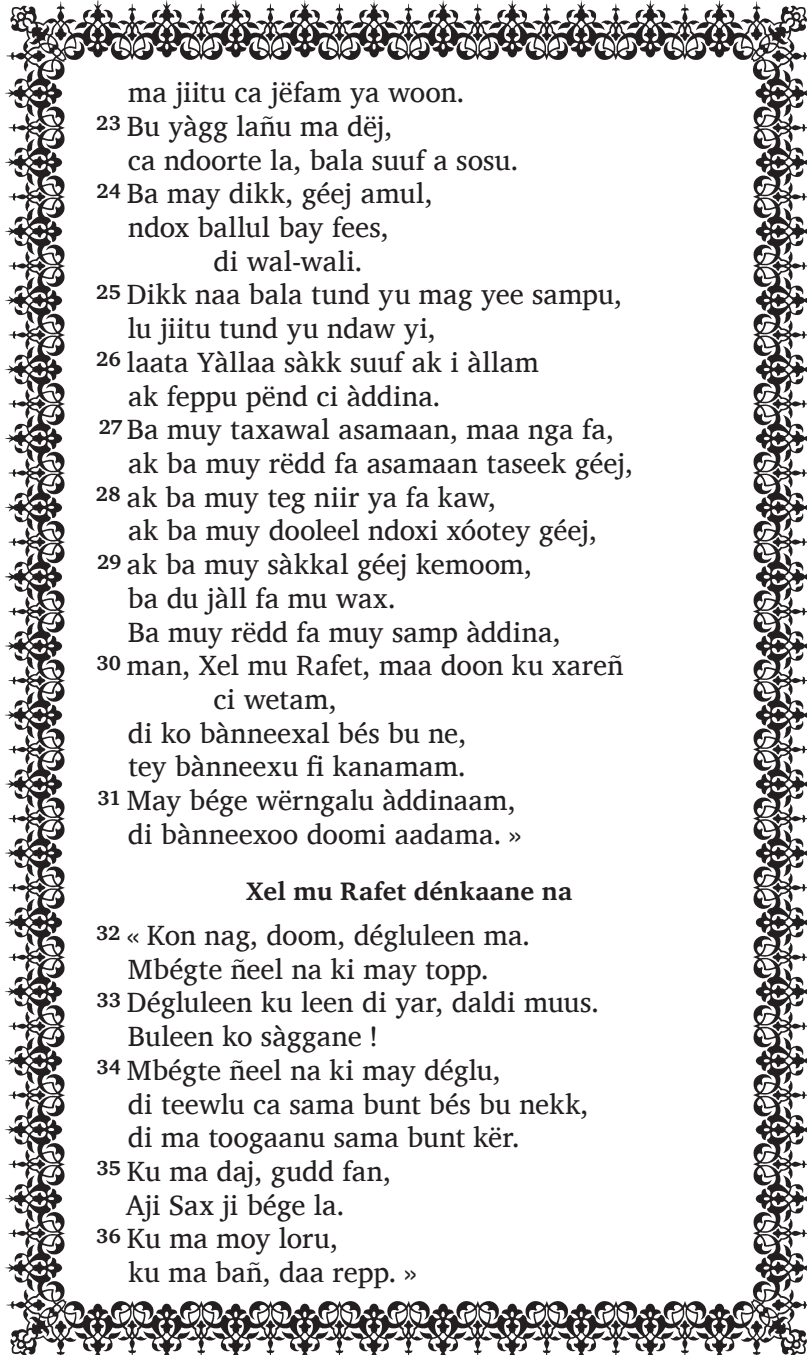 ma jiitu ca jëfam ya woon.
23 Bu yàgg lañu ma dëj,
ca ndoorte la, bala suuf a sosu.
24 Ba may dikk, géej amul,
ndox ballul bay fees,
di wal-wali.
25 Dikk naa bala tund yu mag yee sampu,
lu jiitu tund yu ndaw yi,
26 laata Yàllaa sàkk suuf ak i àllam
ak feppu pënd ci àddina.
27 Ba muy taxawal asamaan, maa nga fa,
ak ba muy rëdd fa asamaan taseek géej,
28 ak ba muy teg niir ya fa kaw,
ak ba muy dooleel ndoxi xóotey géej,
29 ak ba muy sàkkal géej kemoom,
ba du jàll fa mu wax.
Ba muy rëdd fa muy samp àddina,
30 man, Xel mu Rafet, maa doon ku xareñ
ci wetam,
di ko bànneexal bés bu ne,
tey bànneexu fi kanamam.
31 May bége wërngalu àddinaam,
di bànneexoo doomi aadama. »
Xel mu Rafet dénkaane na
32 « Kon nag, doom, dégluleen ma.
Mbégte ñeel na ki may topp.
33 Dégluleen ku leen di yar, daldi muus.
Buleen ko sàggane !
34 Mbégte ñeel na ki may déglu,
di teewlu ca sama bunt bés bu nekk,
di ma toogaanu sama bunt kër.
35 Ku ma daj, gudd fan,
Aji Sax ji bége la.
36 Ku ma moy loru,
ku ma bañ, daa repp. »